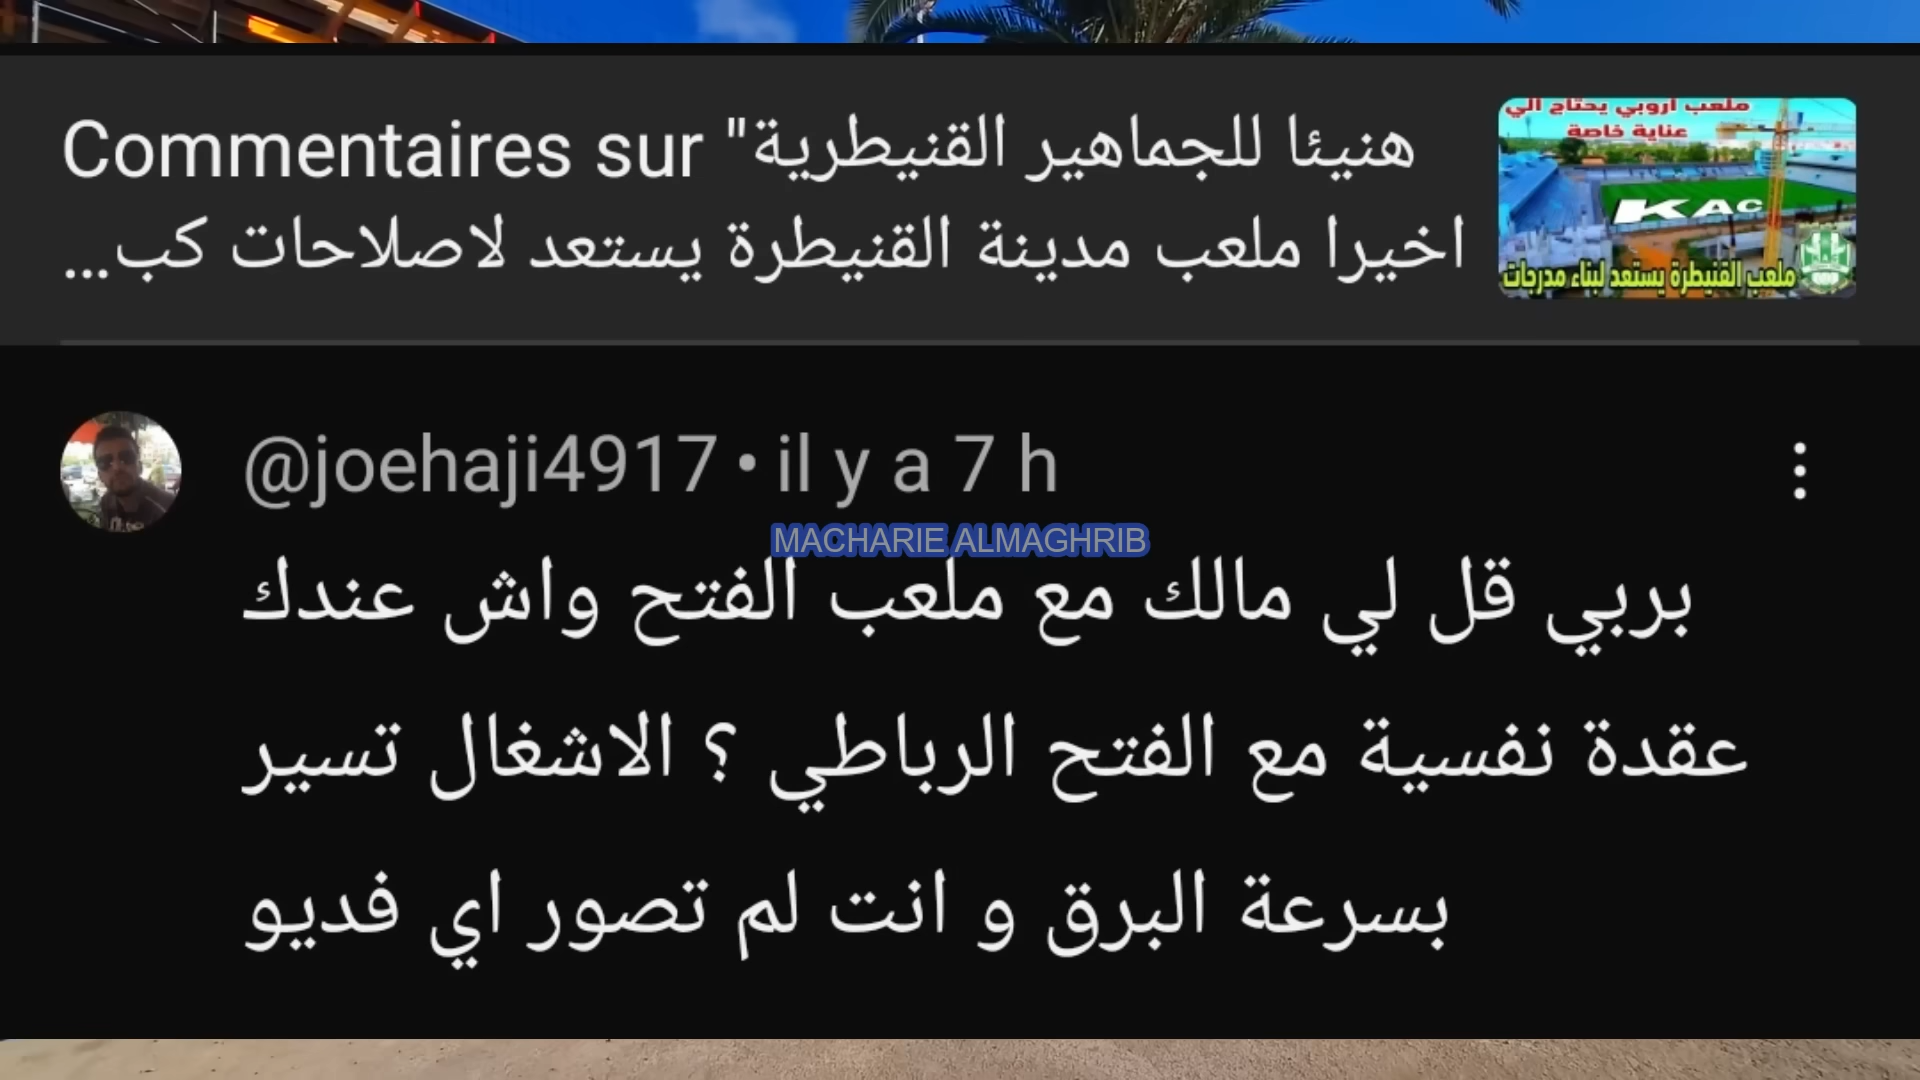 Commentaires sur "هنيئا للجماهير القنيطرية
اخيرا ملعب مدينة القنيطرة يستعد لاصلاحات كب...
ملعب اروبي يحتاج الي
عناية خاصة
KAC
ملعب القنيطرة يستعد لبناء مدرجات
@joehaji4917 • il y a 7 h
MACHARIE ALMAGHRIB
بربي قل لي مالك مع ملعب الفتح واش عندك
عقدة نفسية مع الفتح الرباطي ؟ الاشغال تسير
بسرعة البرق و انت لم تصور اي فديو